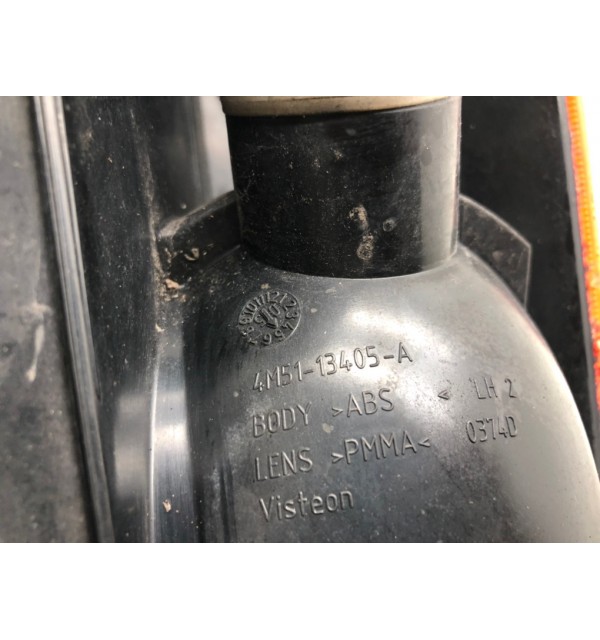 4M51-13405-A
BODY >ABS < LH 2
LENS >PMMA< 0374D
Visteon